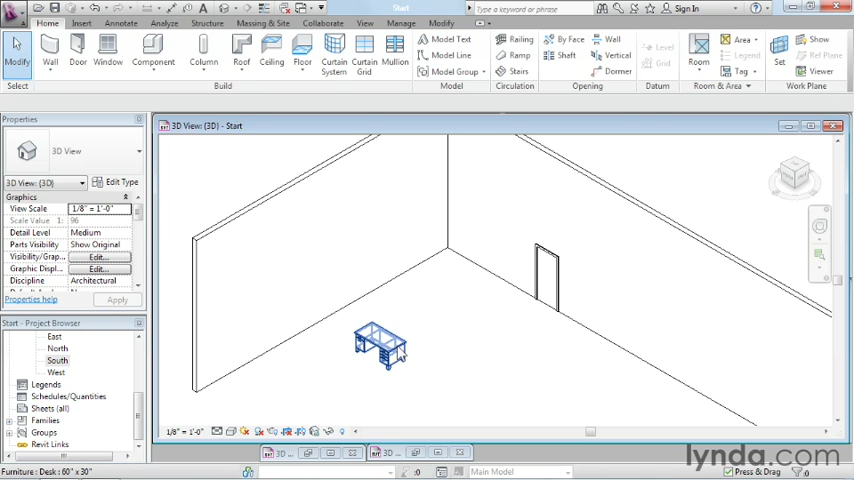 Start
Type a keyword or phrase
Sign In
Home Insert Annotate Analyze Structure Massing & Site Collaborate View Manage Modify
Modify Wall Door Window Component Column Roof Ceiling Floor Curtain System Curtain Grid Mullion
Model Text
Model Line
Model Group
Railing
Ramp
Stairs
By Face
Shaft
Wall
Vertical
Dormer
Level
Grid
Room
Area
Legend
Tag
Set
Show
Ref Plane
Viewer
Select Build Model Circulation Opening Datum Room & Area Work Plane
Properties
3D View
3D View: {3D} Edit Type
Graphics
View Scale 1/8" = 1'-0"
Scale Value 1: 96
Detail Level Medium
Parts Visibility Show Original
Visibility/Grap... Edit...
Graphic Displ... Edit...
Discipline Architectural
Properties help Apply
Start - Project Browser
East
North
South
West
Legends
Schedules/Quantities
Sheets (all)
Families
Groups
Revit Links
3D View: {3D} - Start
1/8" = 1'-0"
3D ... 3D ...
Furniture : Desk : 60" x 30"
:0
Main Model
Press & Drag
:0
lynda.com